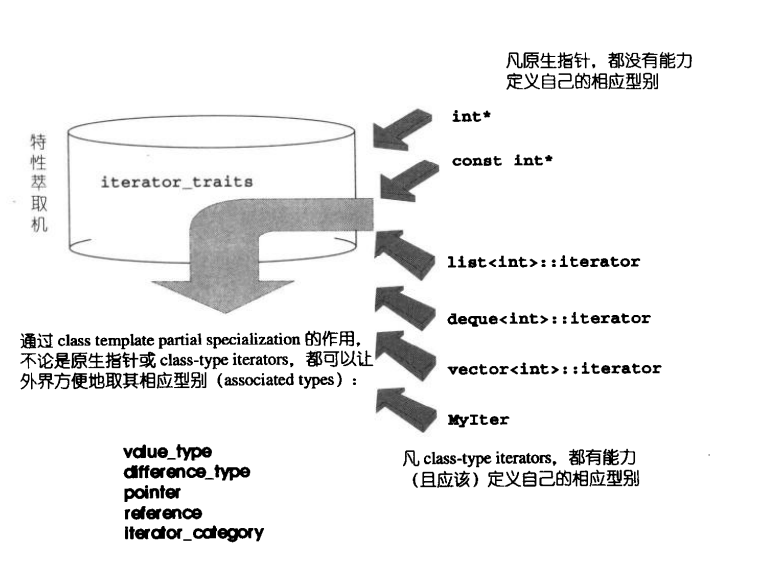 凡原生指针，都没有能力
定义自己的相应型别
int*
const int*
特性萃取机
iterator_traits
list<int>::iterator
deque<int>::iterator
vector<int>::iterator
MyIter
通过 class template partial specialization 的作用，
不论是原生指针或 class-type iterators，都可以让
外界方便地取其相应型别（associated types）：
value_type
difference_type
pointer
reference
iterator_category
凡 class-type iterators，都有能力
（且应该）定义自己的相应型别